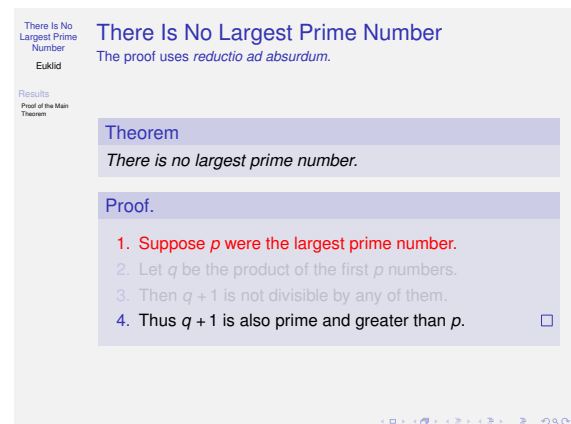 There Is No
Largest Prime
Number
Euklid
Results
Proof of the Main
Theorem
There Is No Largest Prime Number
The proof uses reductio ad absurdum.
Theorem
There is no largest prime number.
Proof.
1. Suppose p were the largest prime number.
2. Let q be the product of the first p numbers.
3. Then q + 1 is not divisible by any of them.
4. Thus q + 1 is also prime and greater than p. □